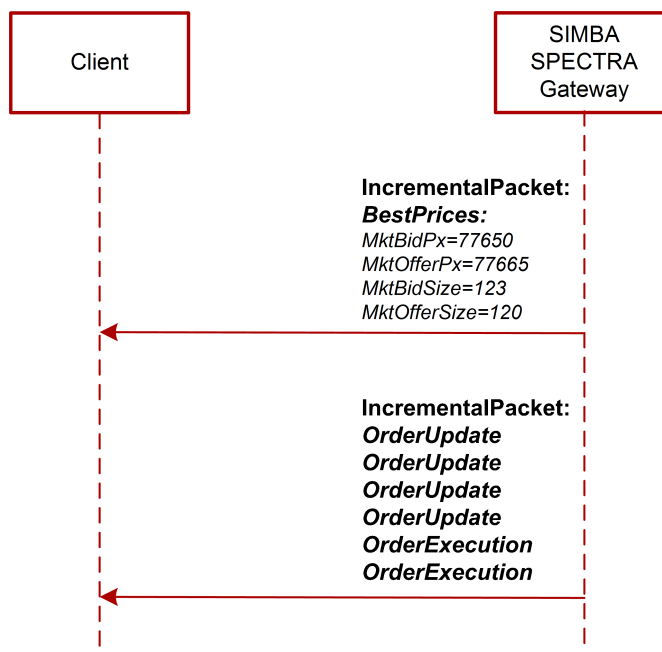 Client
SIMBA
SPECTRA
Gateway
IncrementalPacket:
BestPrices:
MktBidPx=77650
MktOfferPx=77665
MktBidSize=123
MktOfferSize=120
IncrementalPacket:
OrderUpdate
OrderUpdate
OrderUpdate
OrderUpdate
OrderExecution
OrderExecution